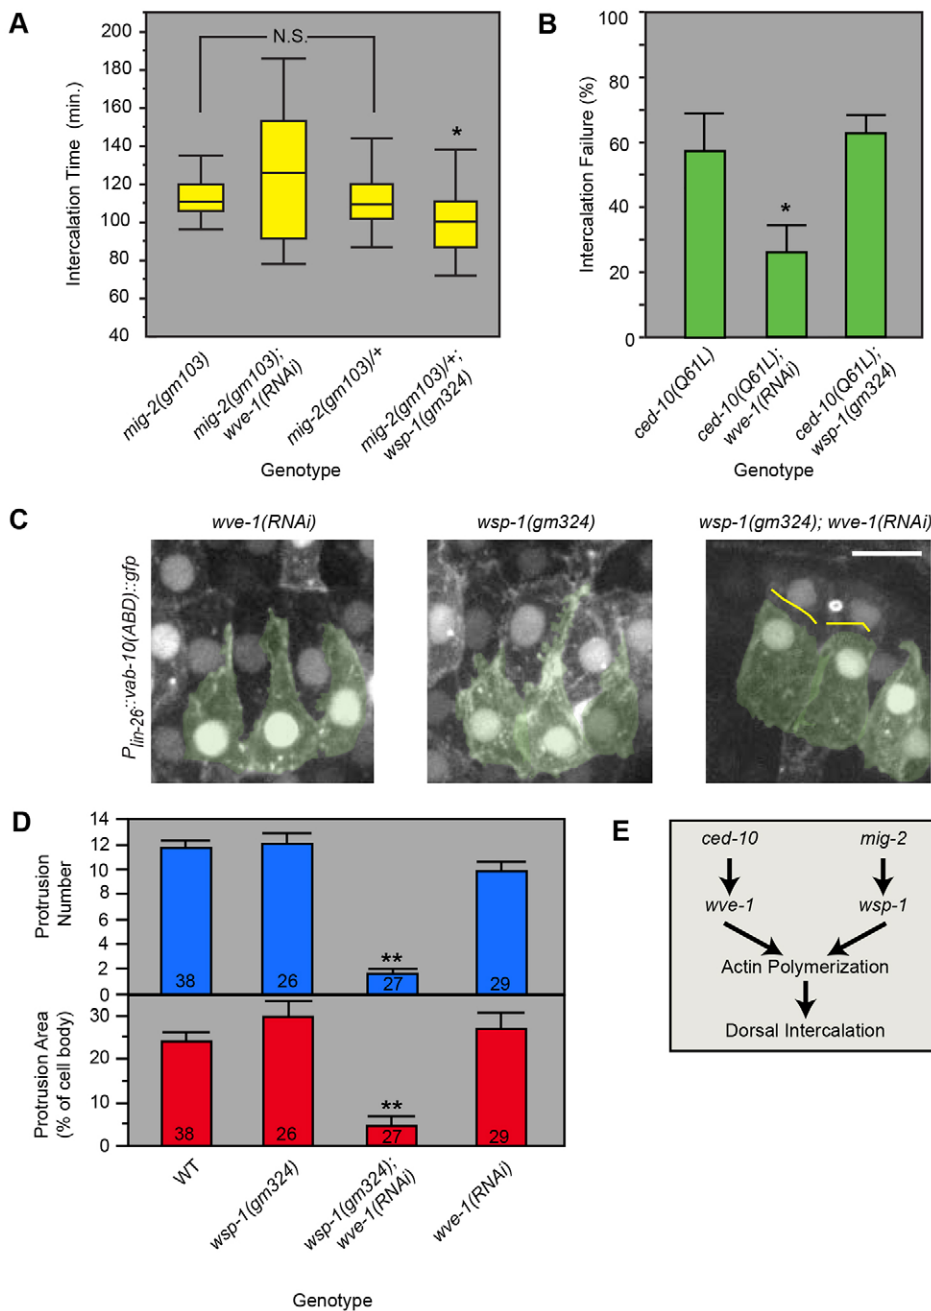 A
Intercalation Time (min.)
200
180
160
140
120
100
80
60
40
N.S.
*
mig-2(gm103)
mig-2(gm103);
wve-1(RNAi)
mig-2(gm103)/+
mig-2(gm103)/+;
wsp-1(gm324)
Genotype
B
Intercalation Failure (%)
100
80
60
40
20
0
*
ced-10(Q61L)
ced-10(Q61L);
wve-1(RNAi)
ced-10(Q61L);
wsp-1(gm324)
Genotype
C
wve-1(RNAi)
wsp-1(gm324)
wsp-1(gm324); wve-1(RNAi)
Plin-26::vab-10(ABD)::gfp
D
Protrusion
Number
14
12
10
8
6
4
2
0
38
26
**
27
29
Protrusion Area
(% of cell body)
30
20
10
0
38
26
**
27
29
WT
wsp-1(gm324)
wsp-1(gm324);
wve-1(RNAi)
wve-1(RNAi)
Genotype
E
ced-10
mig-2
wve-1
wsp-1
Actin Polymerization
Dorsal Intercalation